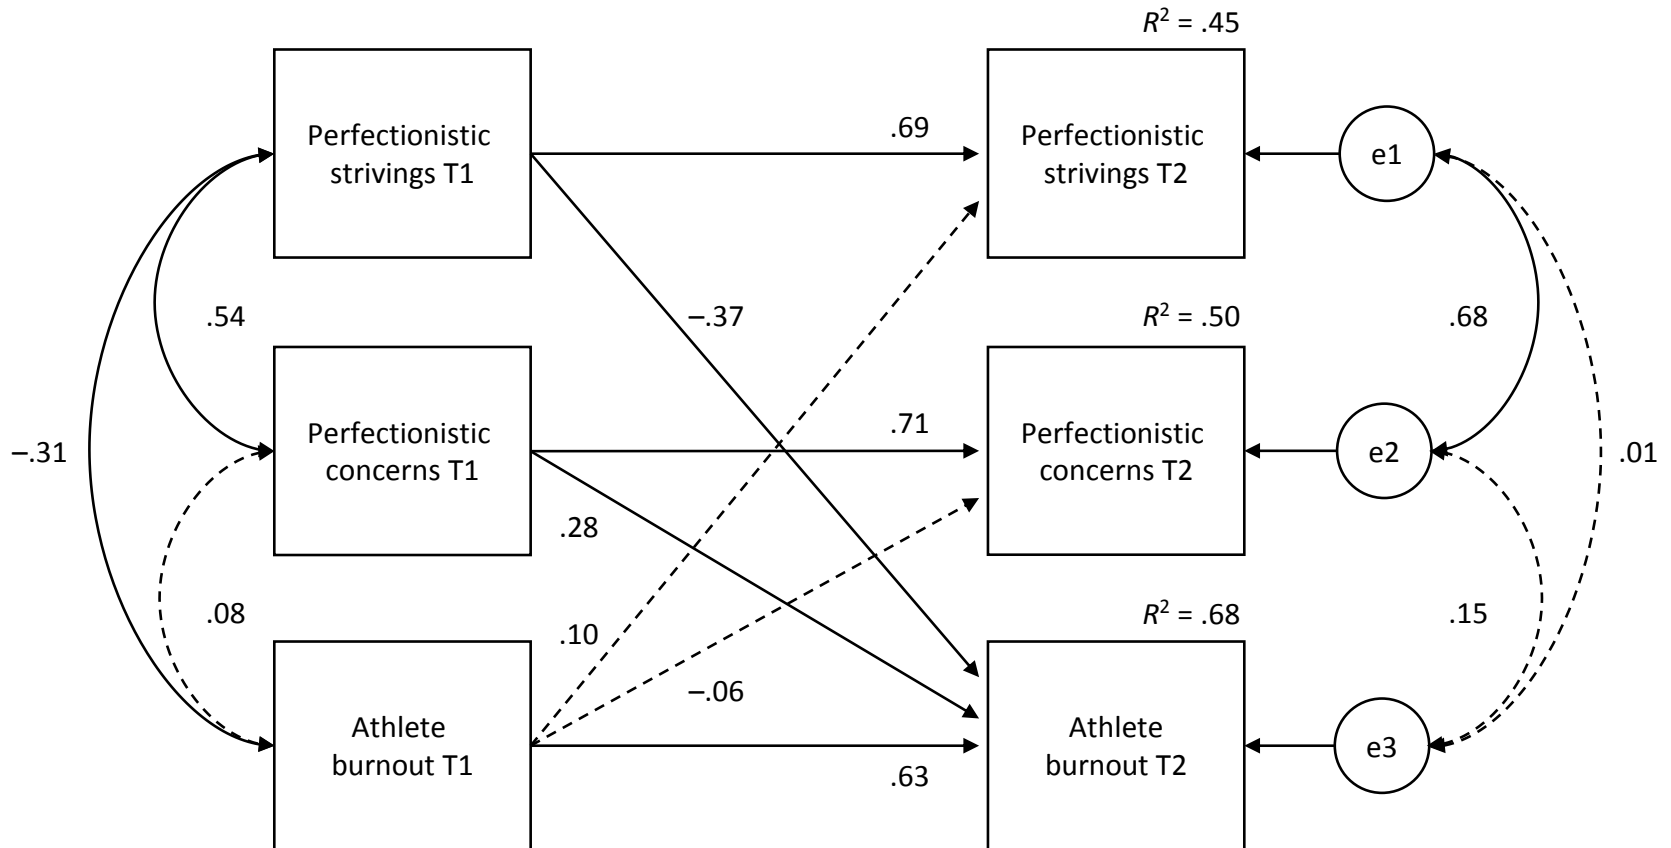 R² = .45
Perfectionistic
strivings T1
.69
Perfectionistic
strivings T2
e1
.54
–.37
R² = .50
.68
–.31
Perfectionistic
concerns T1
.71
Perfectionistic
concerns T2
e2
.01
.28
.08
.10
R² = .68
.15
–.06
Athlete
burnout T1
.63
Athlete
burnout T2
e3